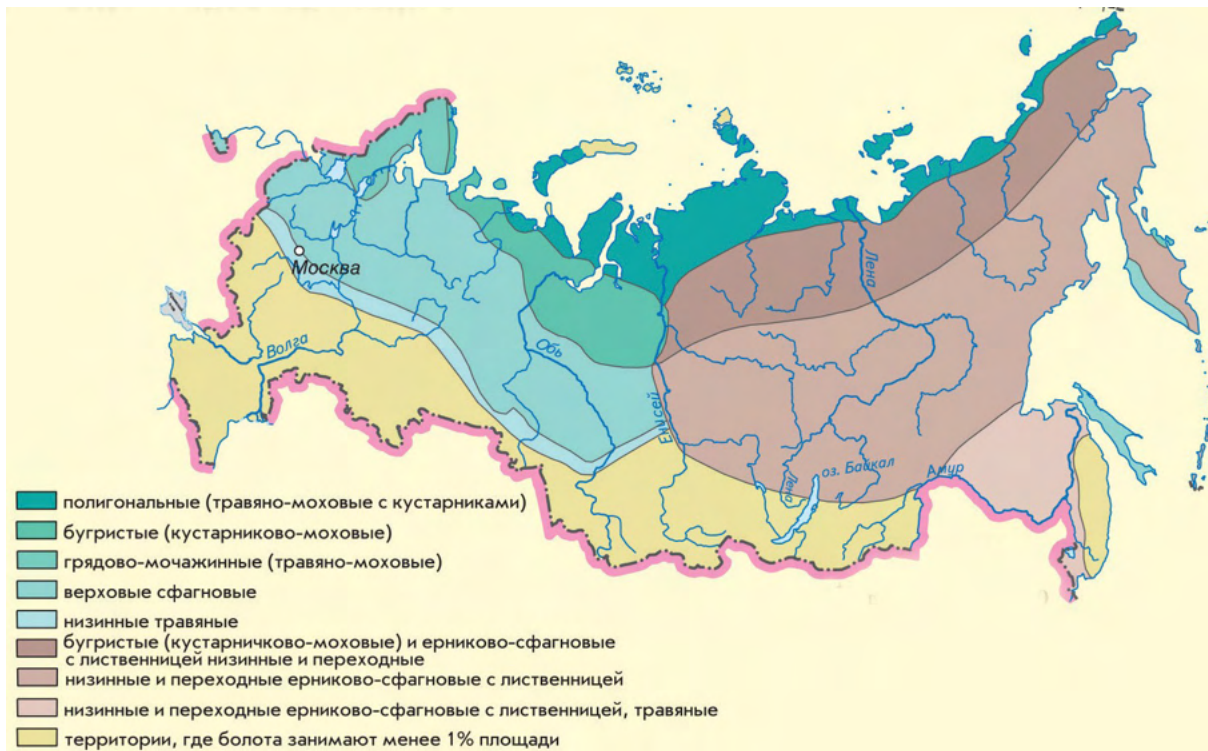 Москва
Волга
Обь
Енисей
Лена
Лена
оз. Байкал
Амур
полигональные (травяно-моховые с кустарниками)
бугристые (кустарниково-моховые)
грядово-мочажинные (травяно-моховые)
верховые сфагновые
низинные травяные
бугристые (кустарничково-моховые) и ерниково-сфагновые
с лиственницей низинные и переходные
низинные и переходные ерниково-сфагновые с лиственницей
низинные и переходные ерниково-сфагновые с лиственницей, травяные
территории, где болота занимают менее 1% площади